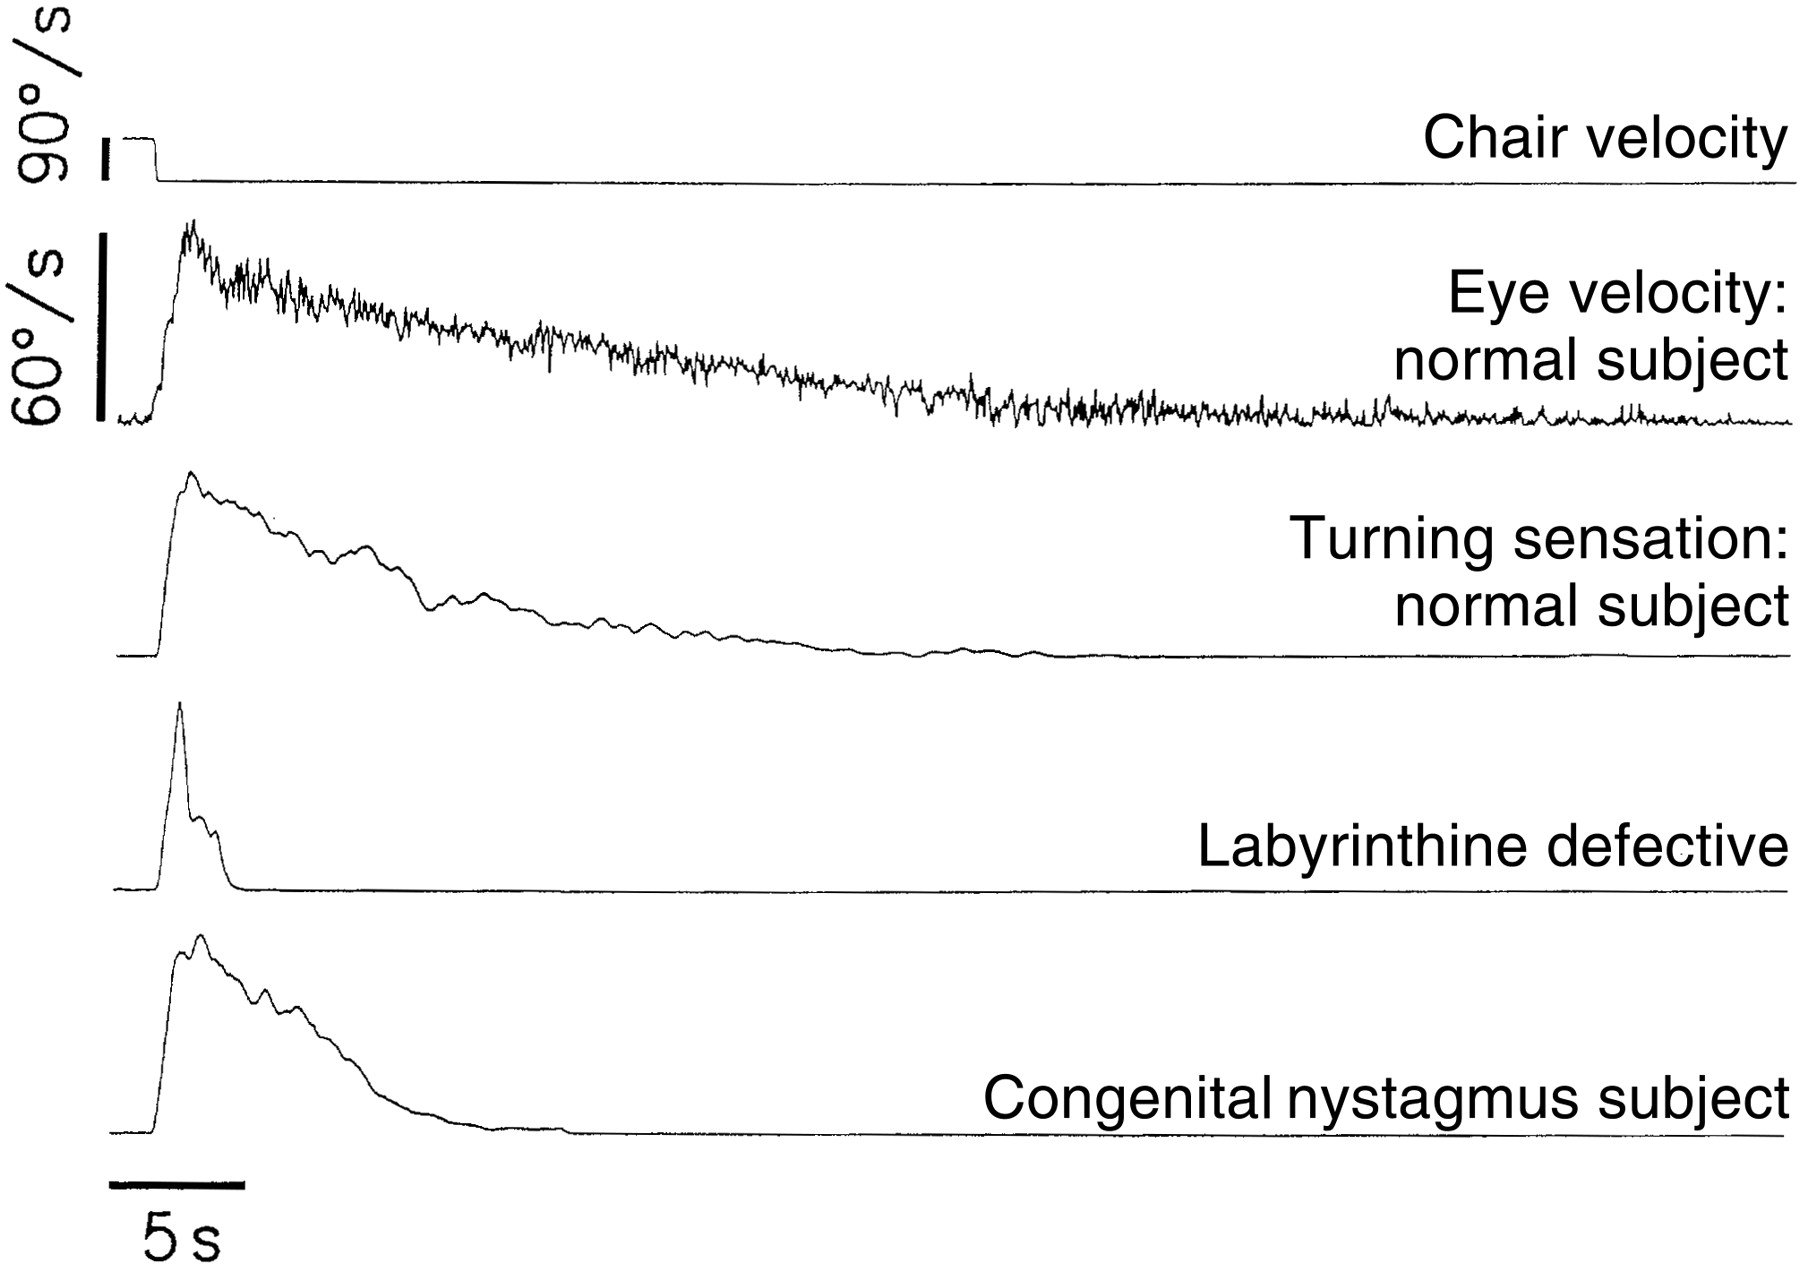 90°/s
Chair velocity
60°/s
Eye velocity:
normal subject
Turning sensation:
normal subject
Labyrinthine defective
Congenital nystagmus subject
5 s